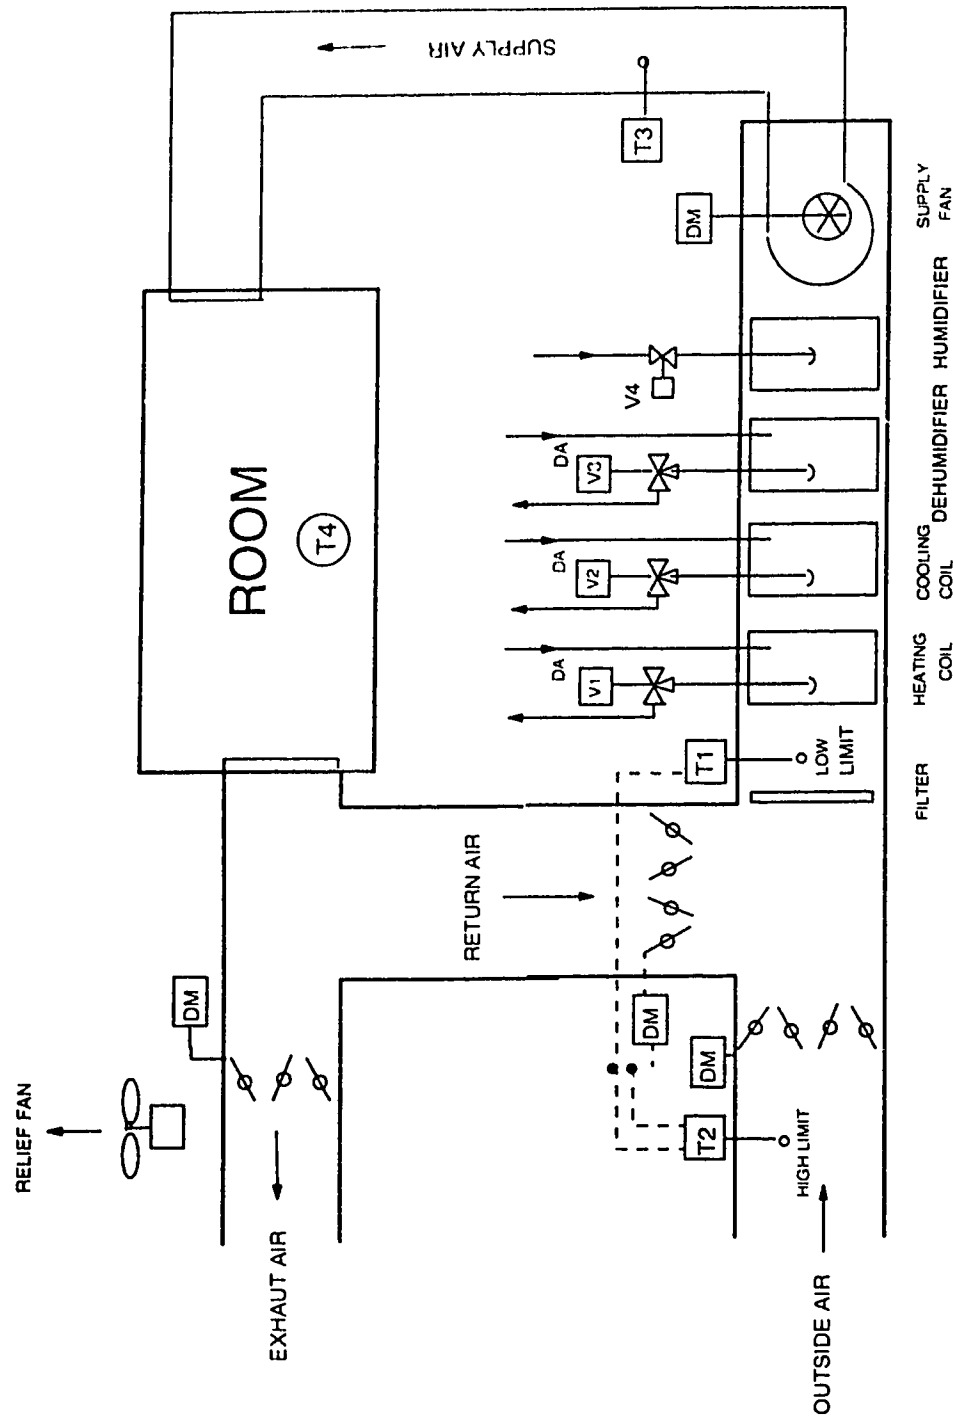 RELIEF FAN
EXHAUT AIR
DM
ROOM
T4
SUPPLY AIR
T3
RETURN AIR
DM
DM
T2
HIGH LIMIT
OUTSIDE AIR
T1
LOW
LIMIT
DA
V1
DA
V2
DA
V3
V4
DM
FILTER
HEATING
COIL
COOLING
COIL
DEHUMIDIFIER
HUMIDIFIER
SUPPLY
FAN